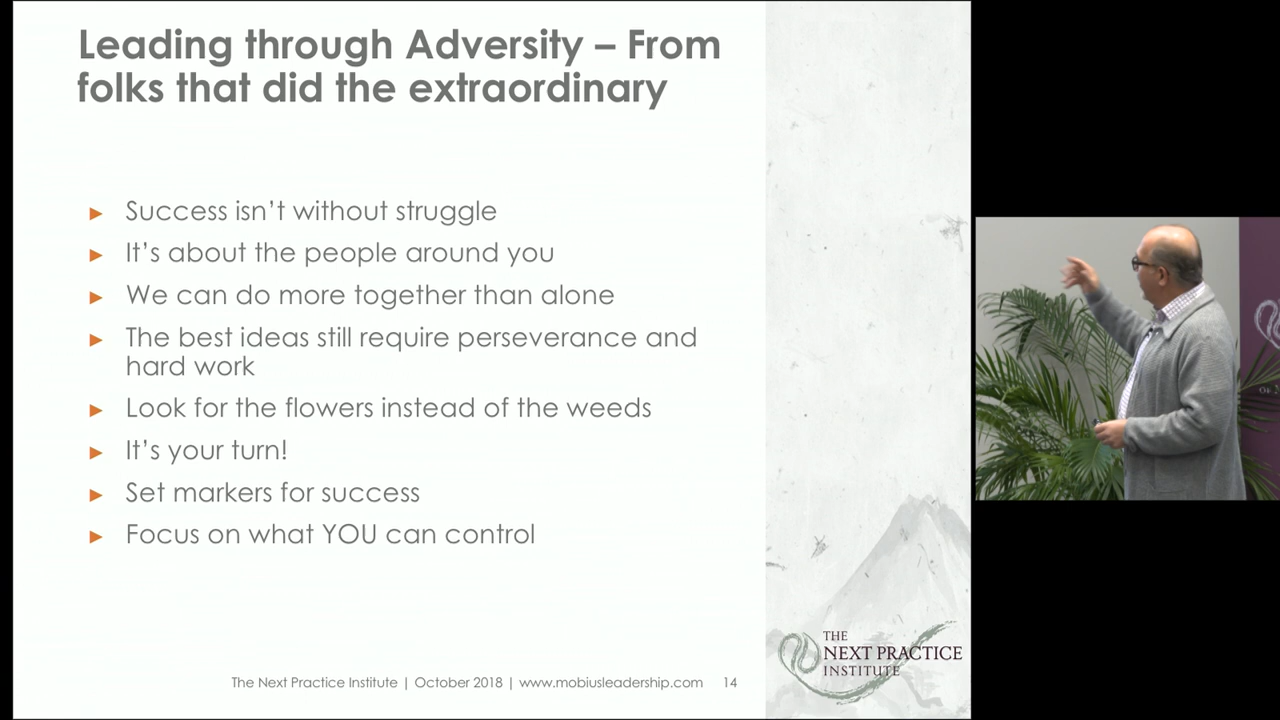 Leading through Adversity – From
folks that did the extraordinary
► Success isn’t without struggle
► It’s about the people around you
► We can do more together than alone
► The best ideas still require perseverance and
hard work
► Look for the flowers instead of the weeds
► It’s your turn!
► Set markers for success
► Focus on what YOU can control
The Next Practice Institute | October 2018 | www.mobiusleadership.com 14
THE
NEXT PRACTICE
INSTITUTE